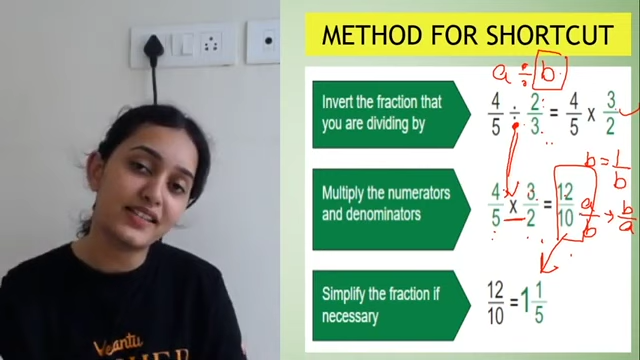 METHOD FOR SHORTCUT
a ÷ b
Invert the fraction that
you are dividing by
4/5 ÷ 2/3 = 4/5 x 3/2
b = 1/b
Multiply the numerators
and denominators
4/5 x 3/2 = 12/10
a/b → b/a
Simplify the fraction if
necessary
12/10 = 1 1/5
Vedantu